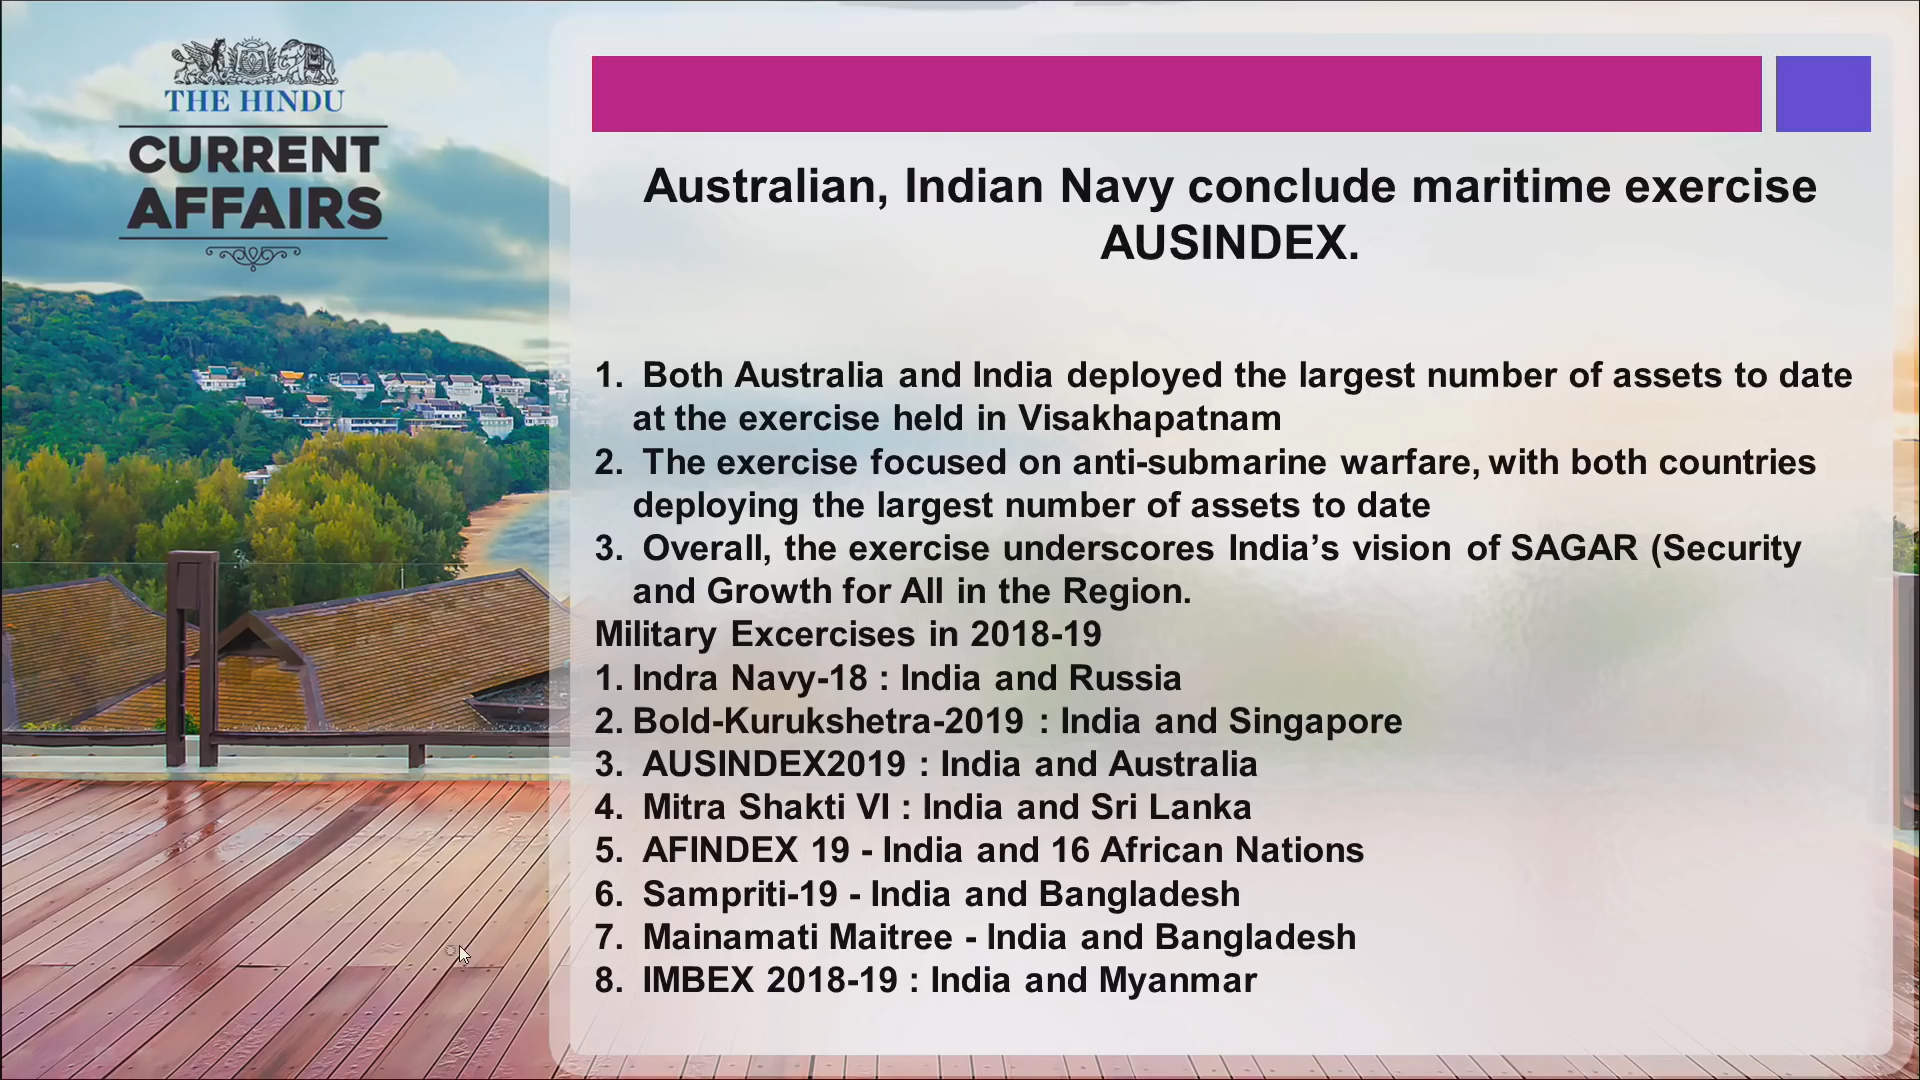 THE HINDU
CURRENT
AFFAIRS
Australian, Indian Navy conclude maritime exercise
AUSINDEX.
1. Both Australia and India deployed the largest number of assets to date
at the exercise held in Visakhapatnam
2. The exercise focused on anti-submarine warfare, with both countries
deploying the largest number of assets to date
3. Overall, the exercise underscores India’s vision of SAGAR (Security
and Growth for All in the Region.
Military Excercises in 2018-19
1. Indra Navy-18 : India and Russia
2. Bold-Kurukshetra-2019 : India and Singapore
3. AUSINDEX2019 : India and Australia
4. Mitra Shakti VI : India and Sri Lanka
5. AFINDEX 19 - India and 16 African Nations
6. Sampriti-19 - India and Bangladesh
7. Mainamati Maitree - India and Bangladesh
8. IMBEX 2018-19 : India and Myanmar